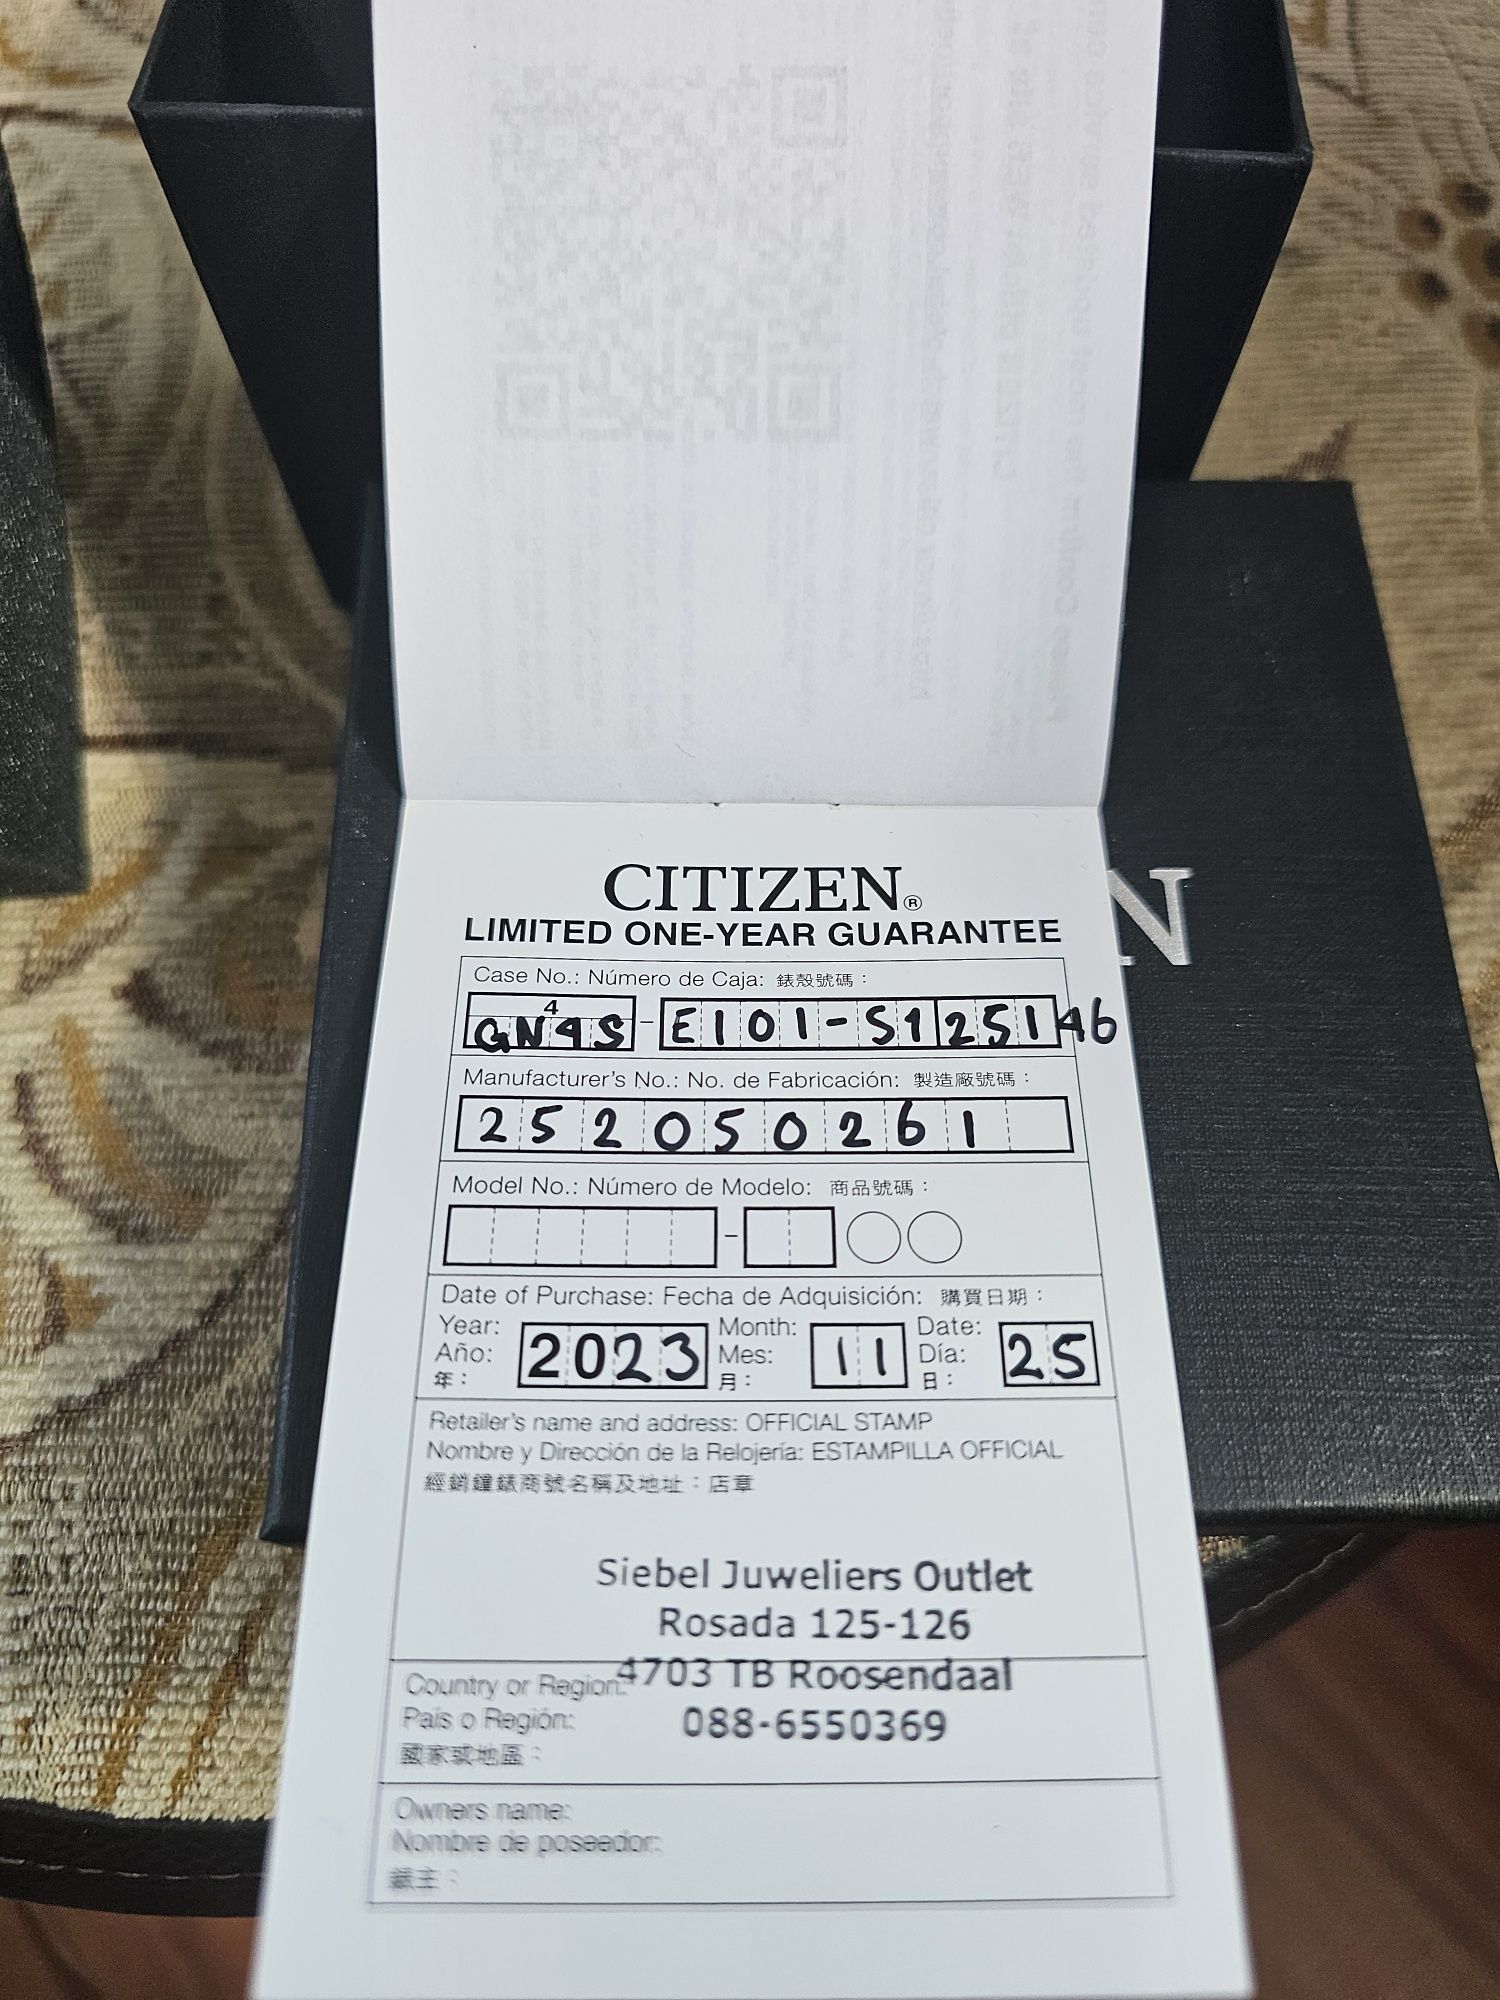 CITIZEN®
LIMITED ONE-YEAR GUARANTEE
Case No.: Número de Caja: 錶殼號碼：
4
GN4S - E101-S125146
Manufacturer's No.: No. de Fabricación: 製造廠號碼：
252050261
Model No.: Número de Modelo: 商品號碼：
-
Date of Purchase: Fecha de Adquisición: 購買日期：
Year: 2023 Month: 11 Date: 25
Año: Mes: Día:
年： 月： 日：
Retailer's name and address: OFFICIAL STAMP
Nombre y Dirección de la Relojería: ESTAMPILLA OFFICIAL
經銷鐘錶商號名稱及地址：店章
Siebel Juweliers Outlet
Rosada 125-126
4703 TB Roosendaal
088-6550369
Country or Region:
País o Región:
國家或地區：
Owners name:
Nombre de poseedor:
錶主：
N